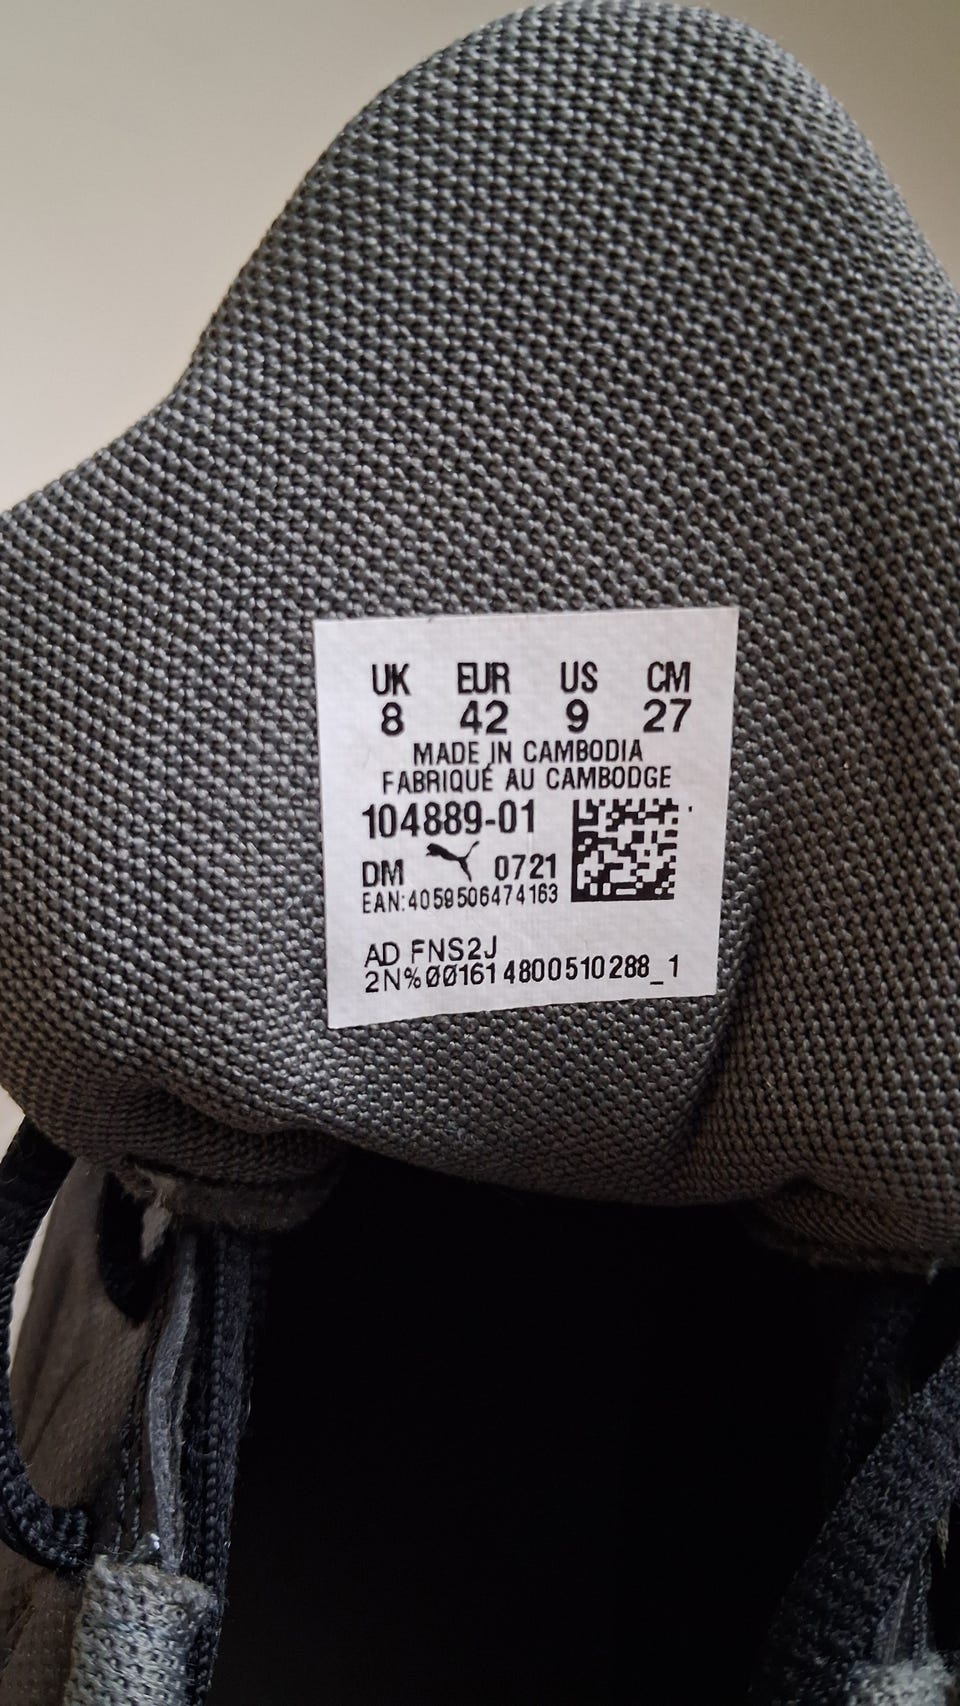 UK EUR US CM
8 42 9 27
MADE IN CAMBODIA
FABRIQUÉ AU CAMBODGE
104889-01
DM 0721
EAN:4059506474163
AD FNS2J
2N%001614800510288_1